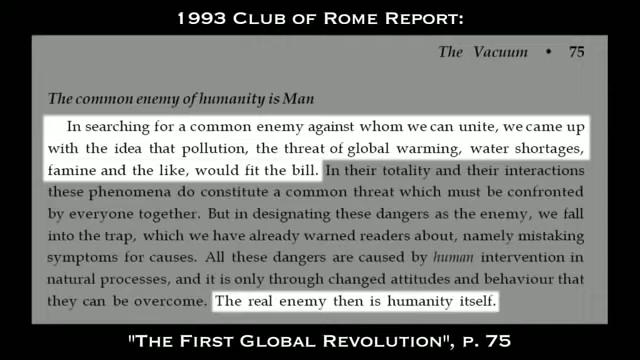 1993 CLUB OF ROME REPORT:
The Vacuum • 75
The common enemy of humanity is Man
In searching for a common enemy against whom we can unite, we came up
with the idea that pollution, the threat of global warming, water shortages,
famine and the like, would fit the bill. In their totality and their interactions
these phenomena do constitute a common threat which must be confronted
by everyone together. But in designating these dangers as the enemy, we fall
into the trap, which we have already warned readers about, namely mistaking
symptoms for causes. All these dangers are caused by human intervention in
natural processes, and it is only through changed attitudes and behaviour that
they can be overcome. The real enemy then is humanity itself.
"THE FIRST GLOBAL REVOLUTION", P. 75